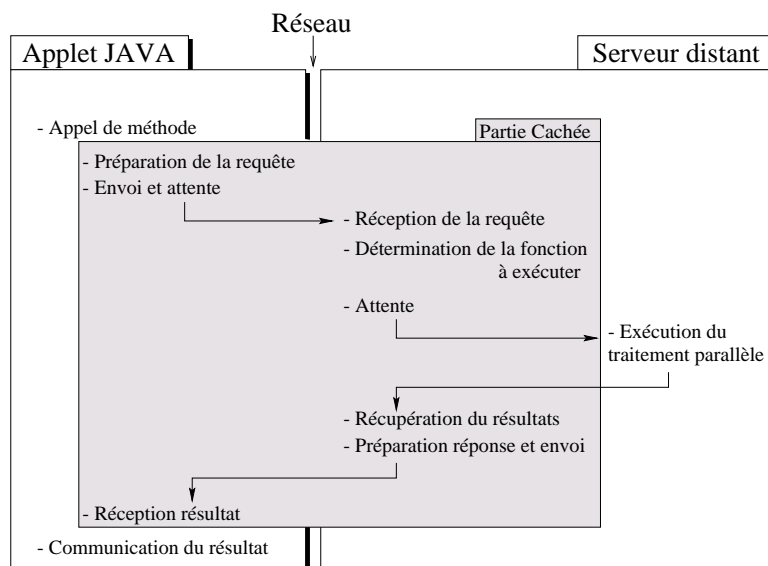 Réseau
Applet JAVA
Serveur distant
- Appel de méthode
Partie Cachée
- Préparation de la requête
- Envoi et attente
- Réception de la requête
- Détermination de la fonction
à exécuter
- Attente
- Exécution du
traitement parallèle
- Récupération du résultats
- Préparation réponse et envoi
- Réception résultat
- Communication du résultat